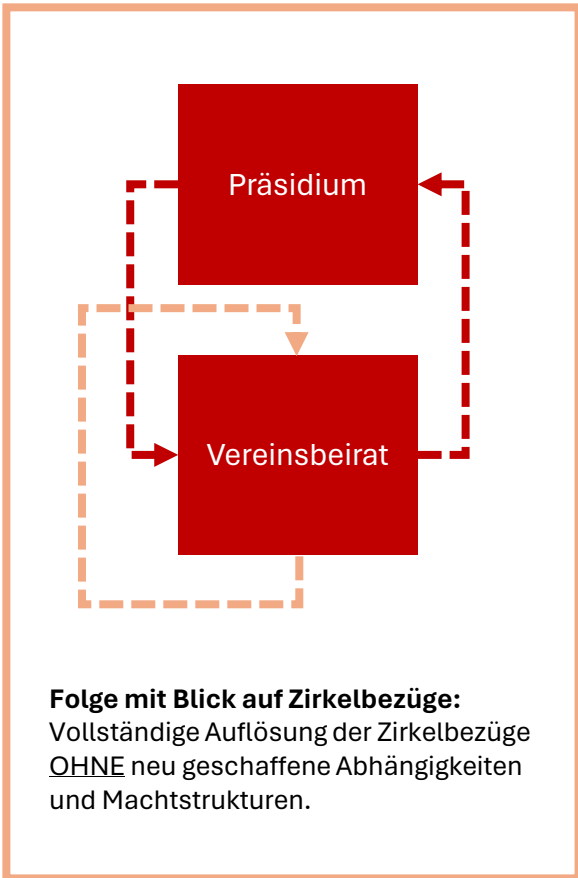 Präsidium
Vereinsbeirat
Folge mit Blick auf Zirkelbezüge:
Vollständige Auflösung der Zirkelbezüge
OHNE neu geschaffene Abhängigkeiten
und Machtstrukturen.